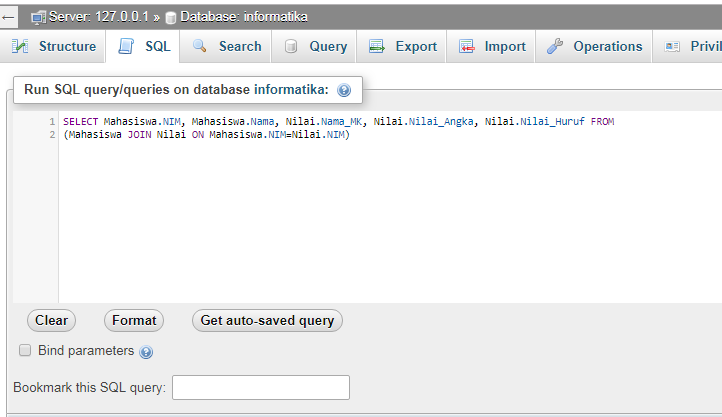 ← Server: 127.0.0.1 » Database: informatika
Structure SQL Search Query Export Import Operations Privil
Run SQL query/queries on database informatika:
1 SELECT Mahasiswa.NIM, Mahasiswa.Nama, Nilai.Nama_MK, Nilai.Nilai_Angka, Nilai.Nilai_Huruf FROM
2 (Mahasiswa JOIN Nilai ON Mahasiswa.NIM=Nilai.NIM)
Clear Format Get auto-saved query
Bind parameters
Bookmark this SQL query: